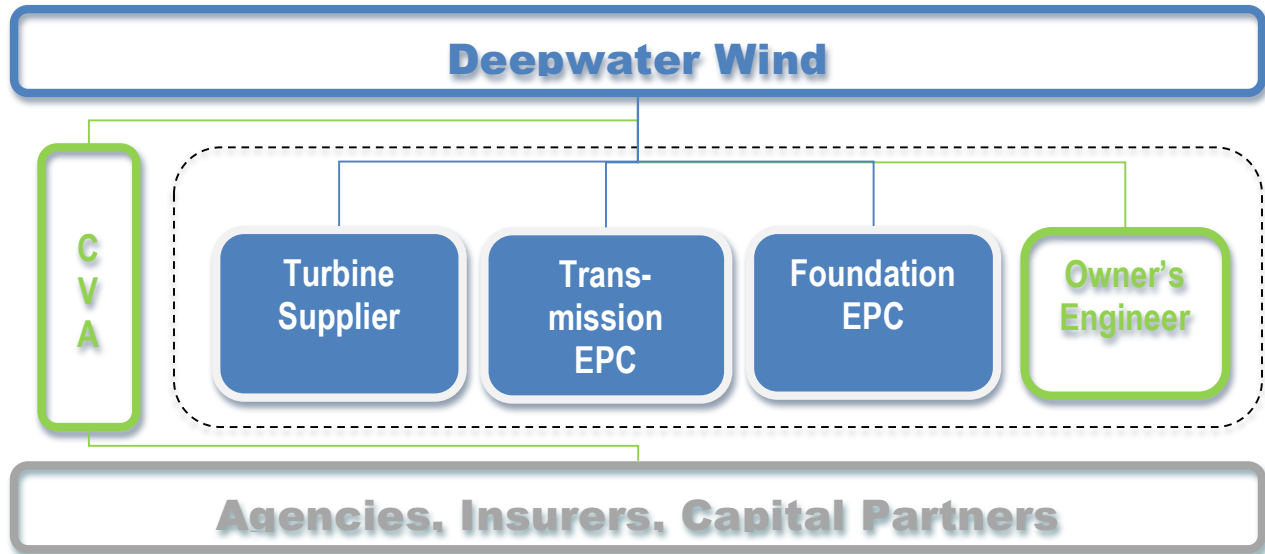 Deepwater Wind
C
V
A
Turbine
Supplier
Trans-
mission
EPC
Foundation
EPC
Owner’s
Engineer
Agencies, Insurers, Capital Partners